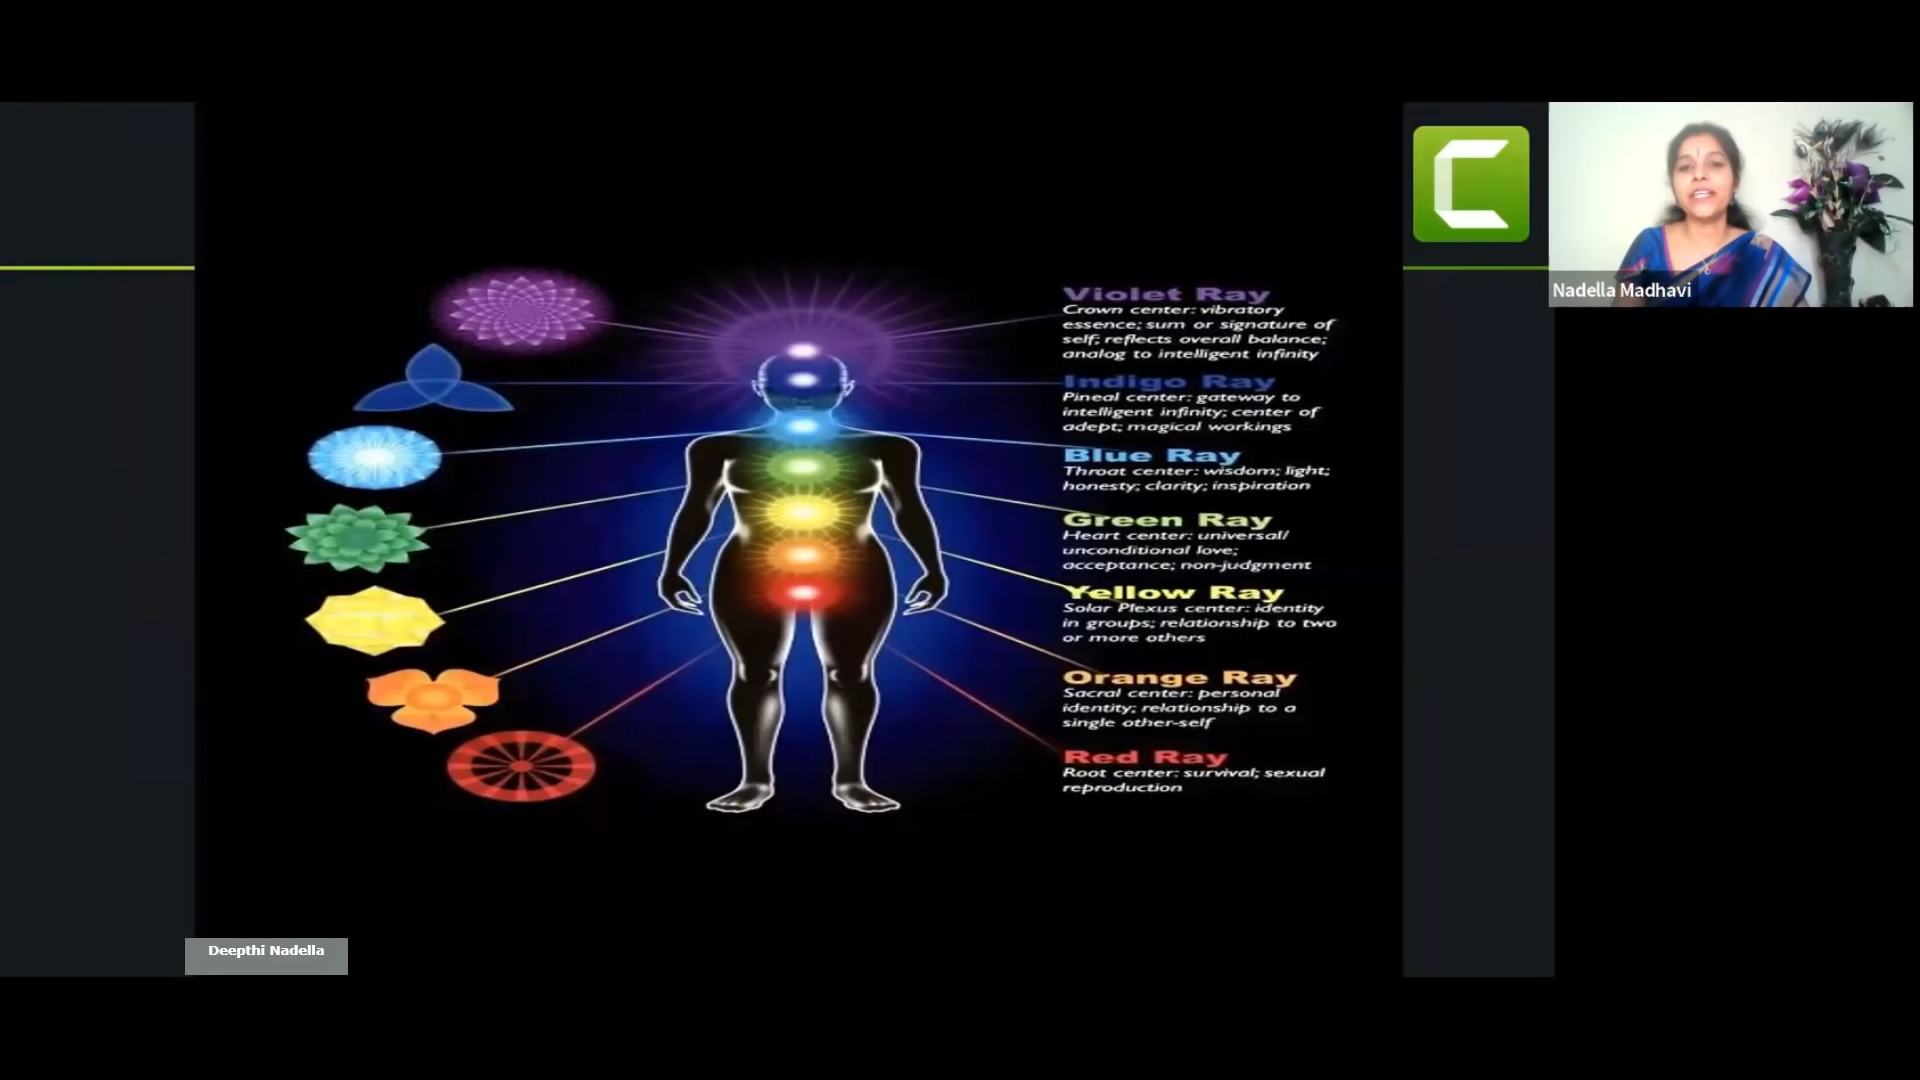 Violet Ray
Crown center: vibratory
essence; sum or signature of
self; reflects overall balance;
analog to intelligent infinity
Indigo Ray
Pineal center: gateway to
intelligent infinity; center of
adept; magical workings
Blue Ray
Throat center: wisdom; light;
honesty; clarity; inspiration
Green Ray
Heart center: universal/
unconditional love;
acceptance; non-judgment
Yellow Ray
Solar Plexus center: identity
in groups; relationship to two
or more others
Orange Ray
Sacral center: personal
identity; relationship to a
single other-self
Red Ray
Root center: survival; sexual
reproduction
Nadella Madhavi
Deepthi Nadella